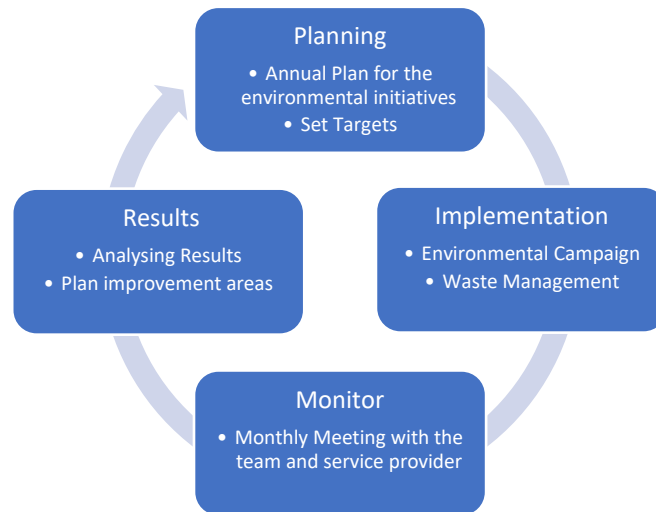 Planning
• Annual Plan for the
environmental initiatives
• Set Targets
Implementation
• Environmental Campaign
• Waste Management
Monitor
• Monthly Meeting with the
team and service provider
Results
• Analysing Results
• Plan improvement areas